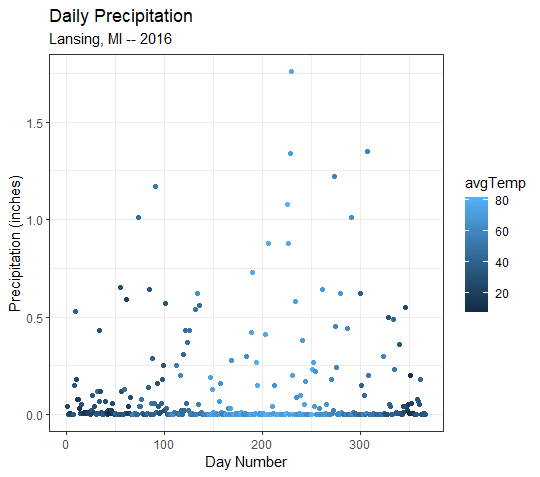 Daily Precipitation
Lansing, MI -- 2016
Precipitation (inches)
1.5
1.0
0.5
0.0
0
100
200
300
Day Number
avgTemp
80
60
40
20